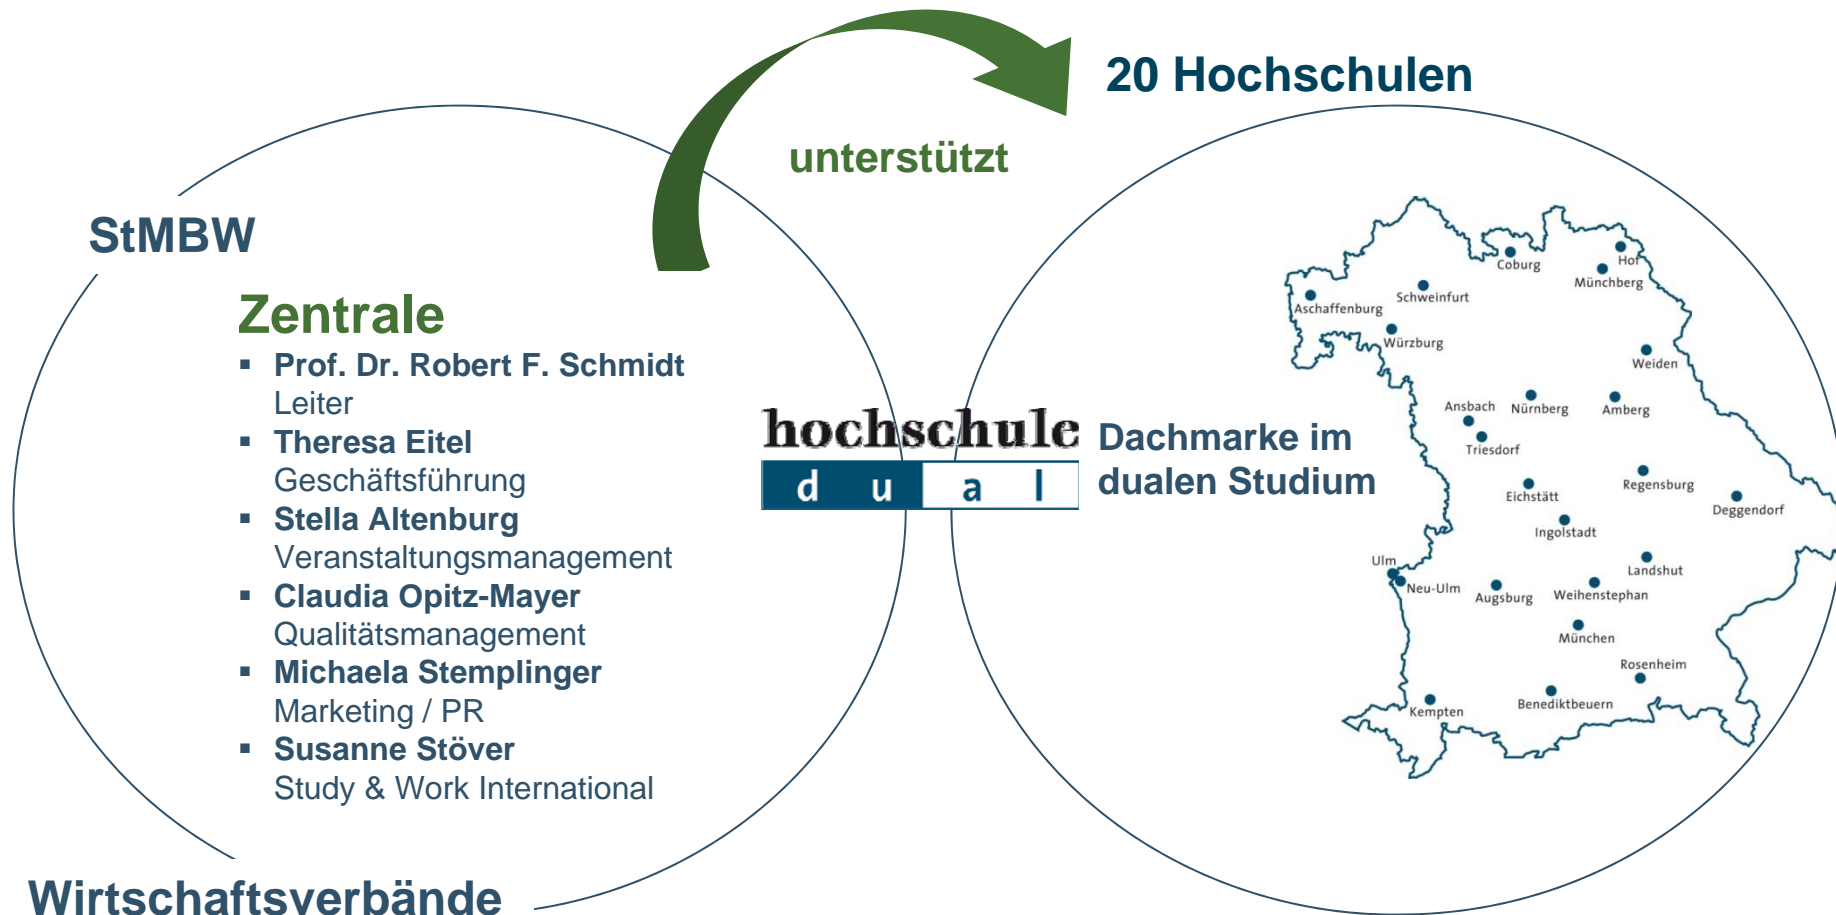 20 Hochschulen
unterstützt
StMBW
Zentrale
▪ Prof. Dr. Robert F. Schmidt
Leiter
▪ Theresa Eitel
Geschäftsführung
▪ Stella Altenburg
Veranstaltungsmanagement
▪ Claudia Opitz-Mayer
Qualitätsmanagement
▪ Michaela Stemplinger
Marketing / PR
▪ Susanne Stöver
Study & Work International
Wirtschaftsverbände
hochschule
dual
Dachmarke im
dualen Studium
Coburg
Hof
Münchberg
Aschaffenburg
Schweinfurt
Würzburg
Weiden
Ansbach
Nürnberg
Amberg
Triesdorf
Eichstätt
Regensburg
Deggendorf
Ingolstadt
Ulm
Neu-Ulm
Augsburg
Weihenstephan
Landshut
München
Rosenheim
Kempten
Benediktbeuern